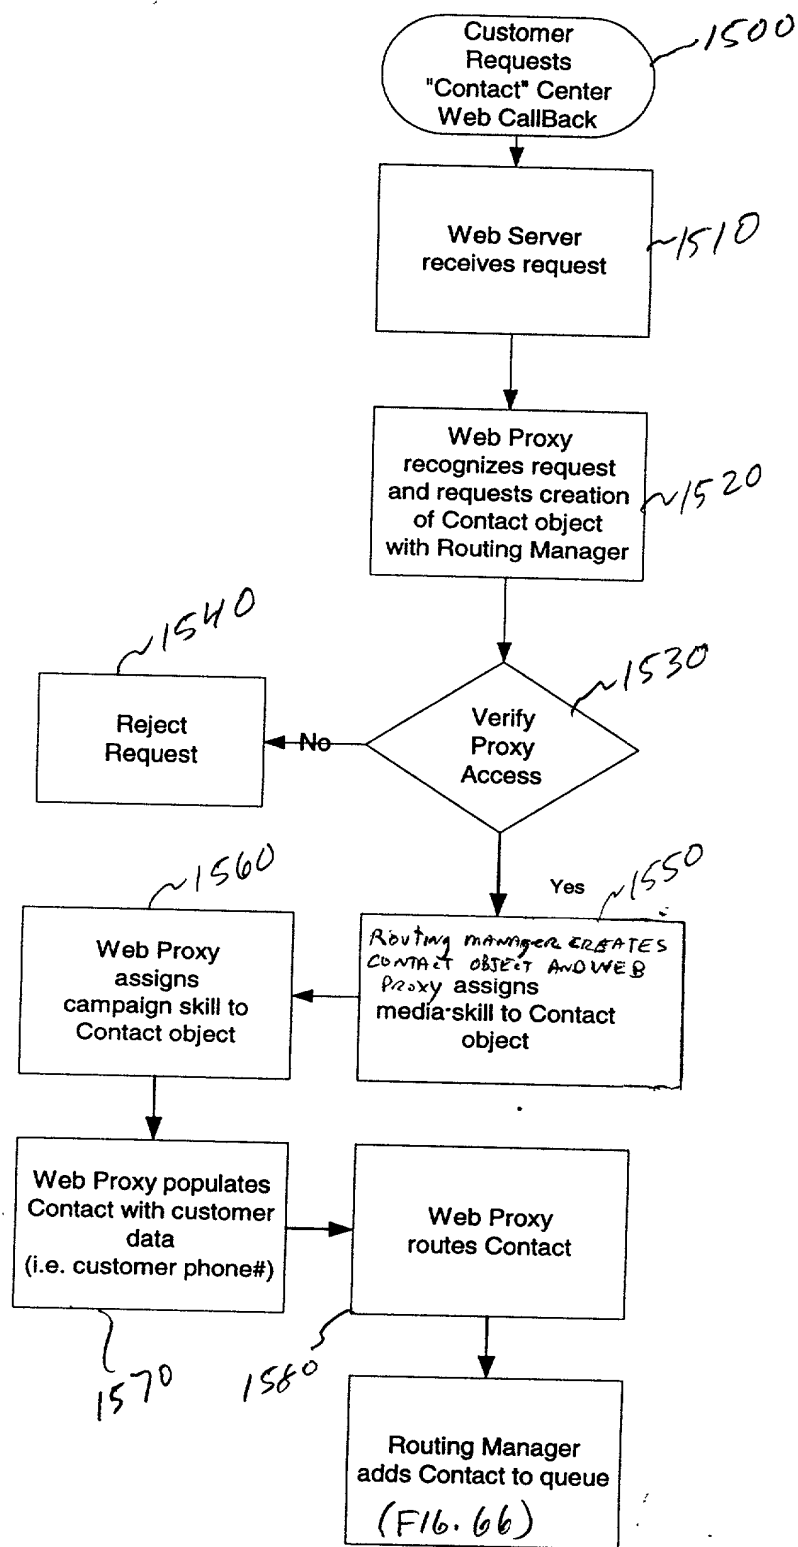 Customer
Requests
"Contact" Center
Web CallBack
1500
Web Server
receives request
1510
Web Proxy
recognizes request
and requests creation
of Contact object
with Routing Manager
1520
1540
Reject
Request
No
Verify
Proxy
Access
1530
Yes
1550
ROUTING MANAGER CREATES
CONTACT OBJECT AND WEB
PROXY assigns
media-skill to Contact
object
1560
Web Proxy
assigns
campaign skill to
Contact object
Web Proxy populates
Contact with customer
data
(i.e. customer phone#)
1570
Web Proxy
routes Contact
1580
Routing Manager
adds Contact to queue
(FIG. 66)